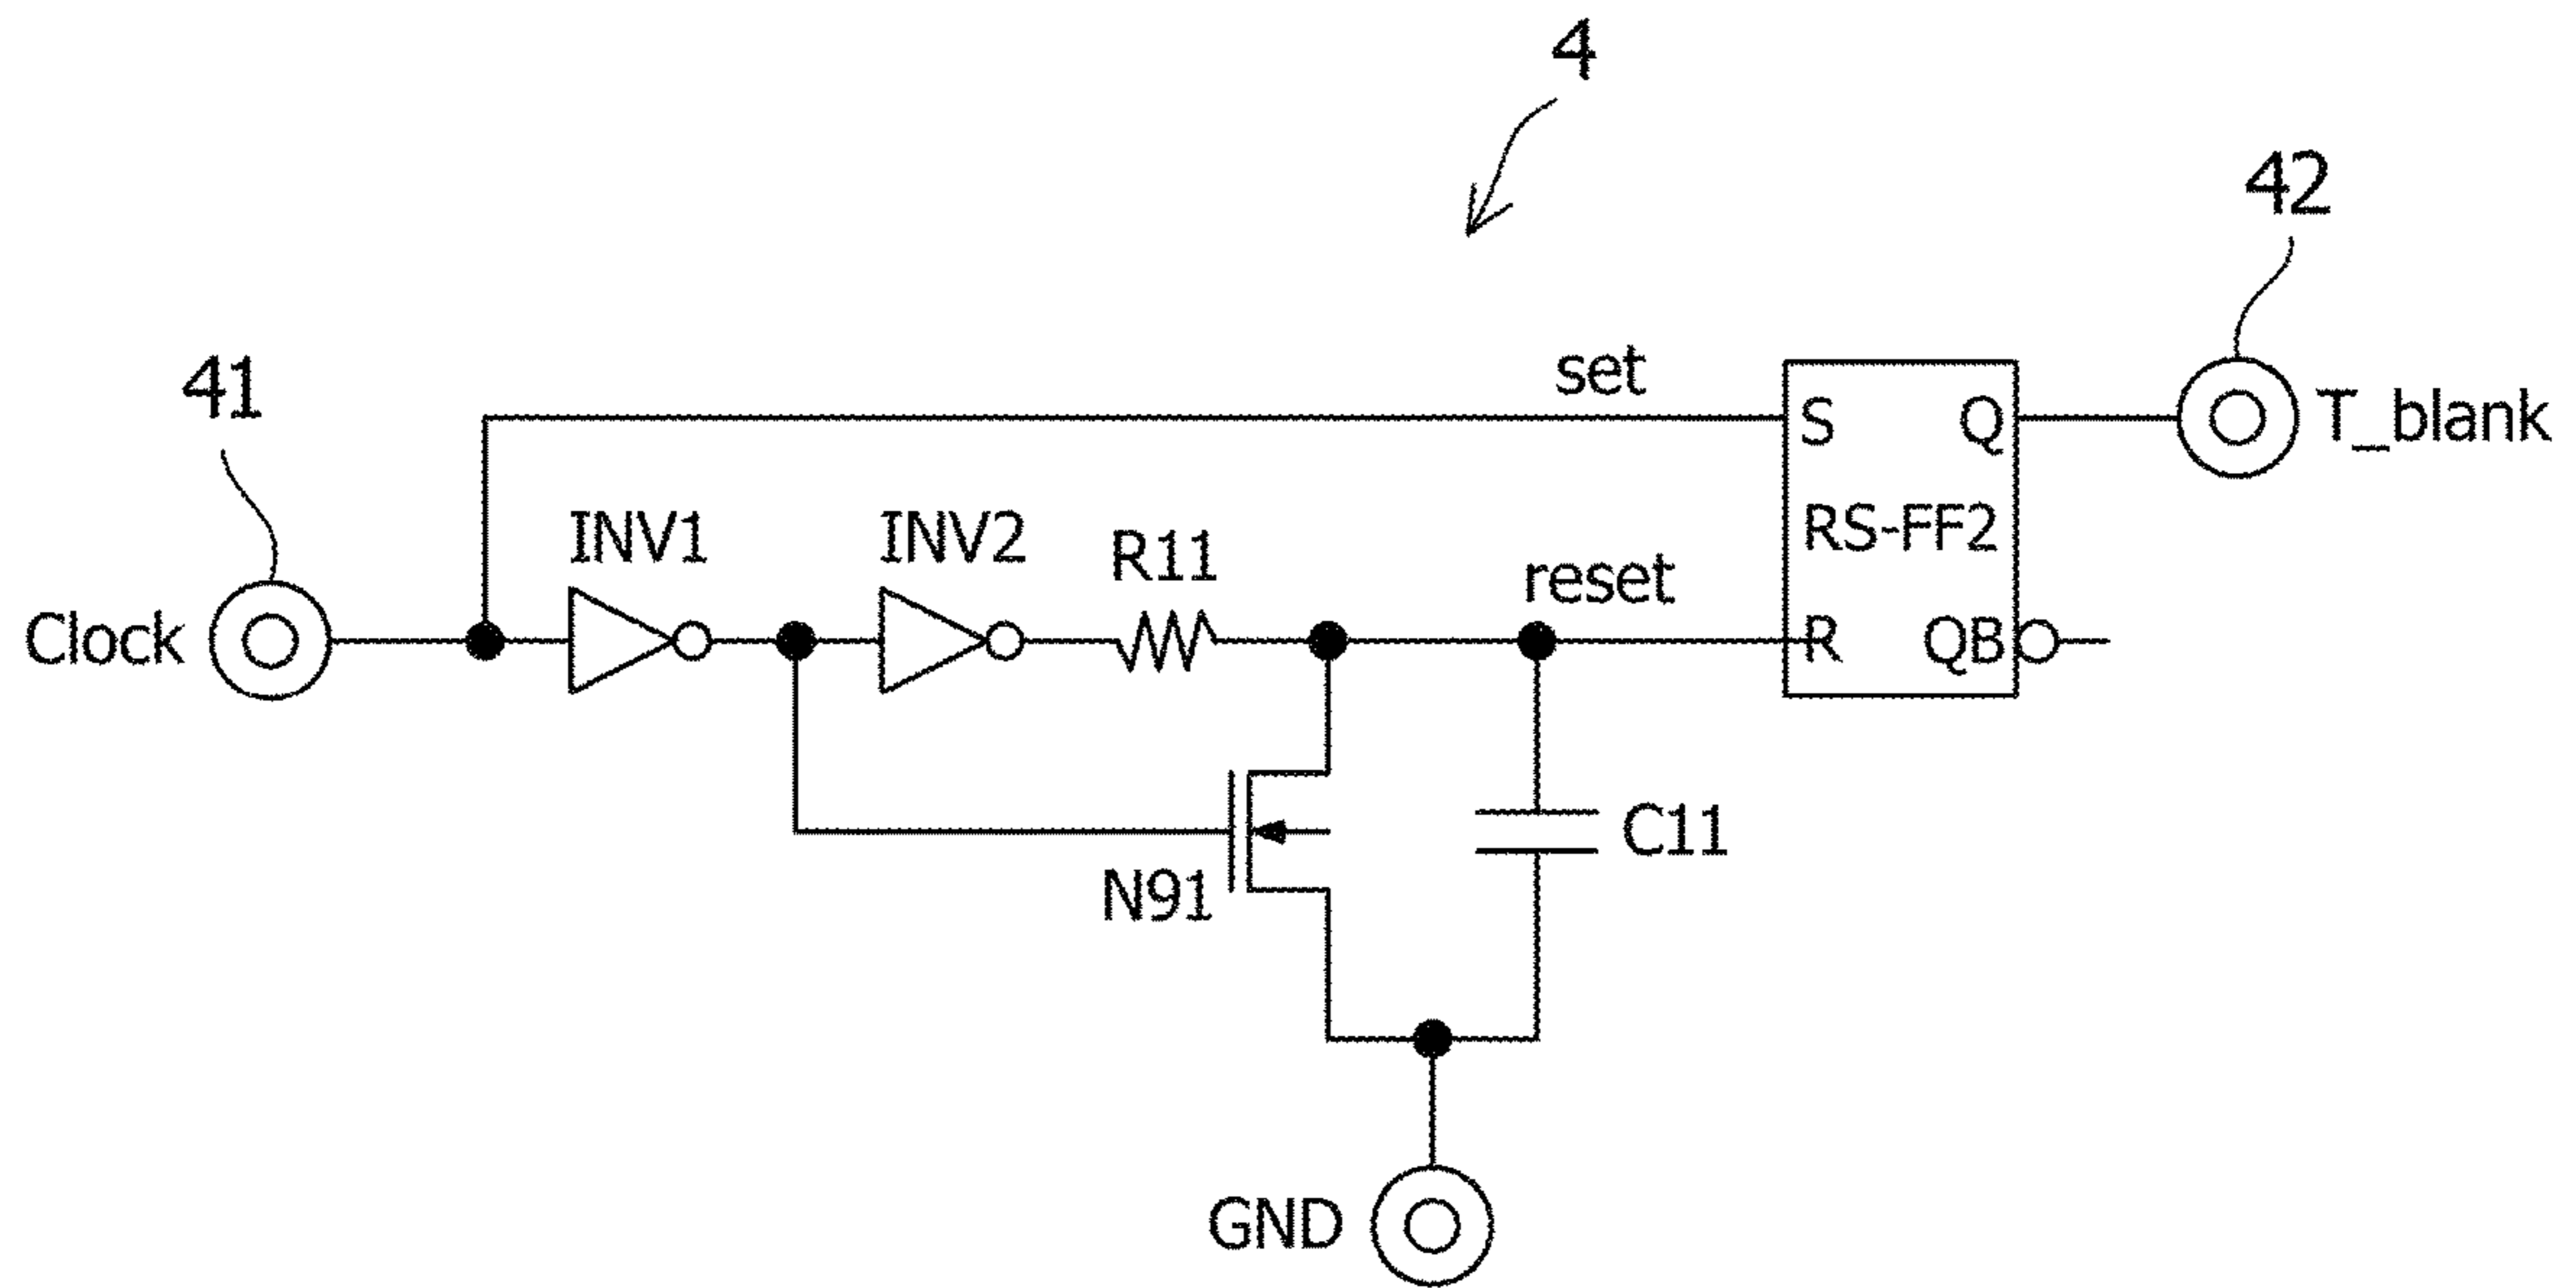 4
42
41
set
S
Q
T_blank
INV1
INV2
R11
RS-FF2
reset
Clock
R
QB
C11
N91
GND